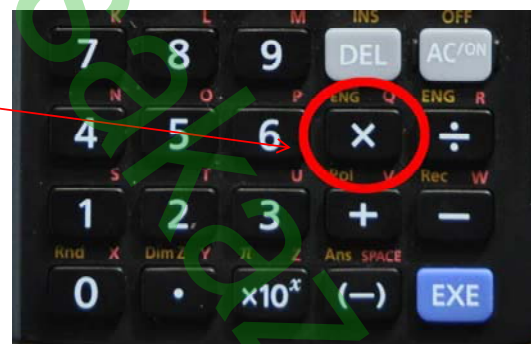 K L M INS OFF
7 8 9 DEL AC/ON
N O P ENG Q ENG R
4 5 6 × ÷
S T U Pol V Rec W
1 2 3 + −
Rnd X Dim Z Y π Z Ans SPACE
0 • ×10ˣ (−) EXE